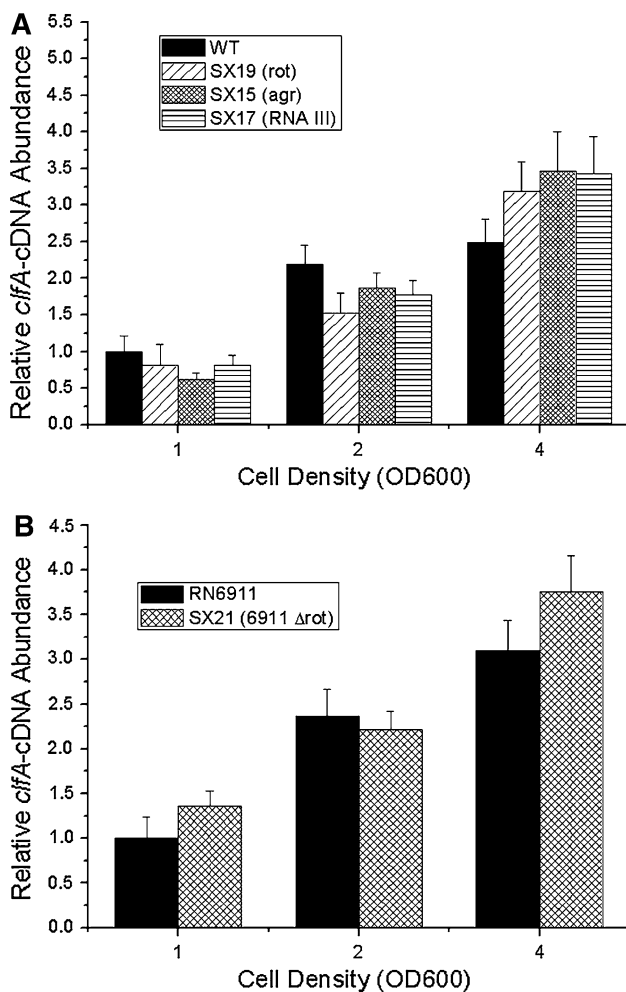 A
Relative clfA-cDNA Abundance
5.5
5.0
4.5
4.0
3.5
3.0
2.5
2.0
1.5
1.0
0.5
0.0
WT
SX19 (rot)
SX15 (agr)
SX17 (RNA III)
1
2
4
Cell Density (OD600)
B
Relative clfA-cDNA Abundance
4.5
4.0
3.5
3.0
2.5
2.0
1.5
1.0
0.5
0.0
RN6911
SX21 (6911 Δrot)
1
2
4
Cell Density (OD600)